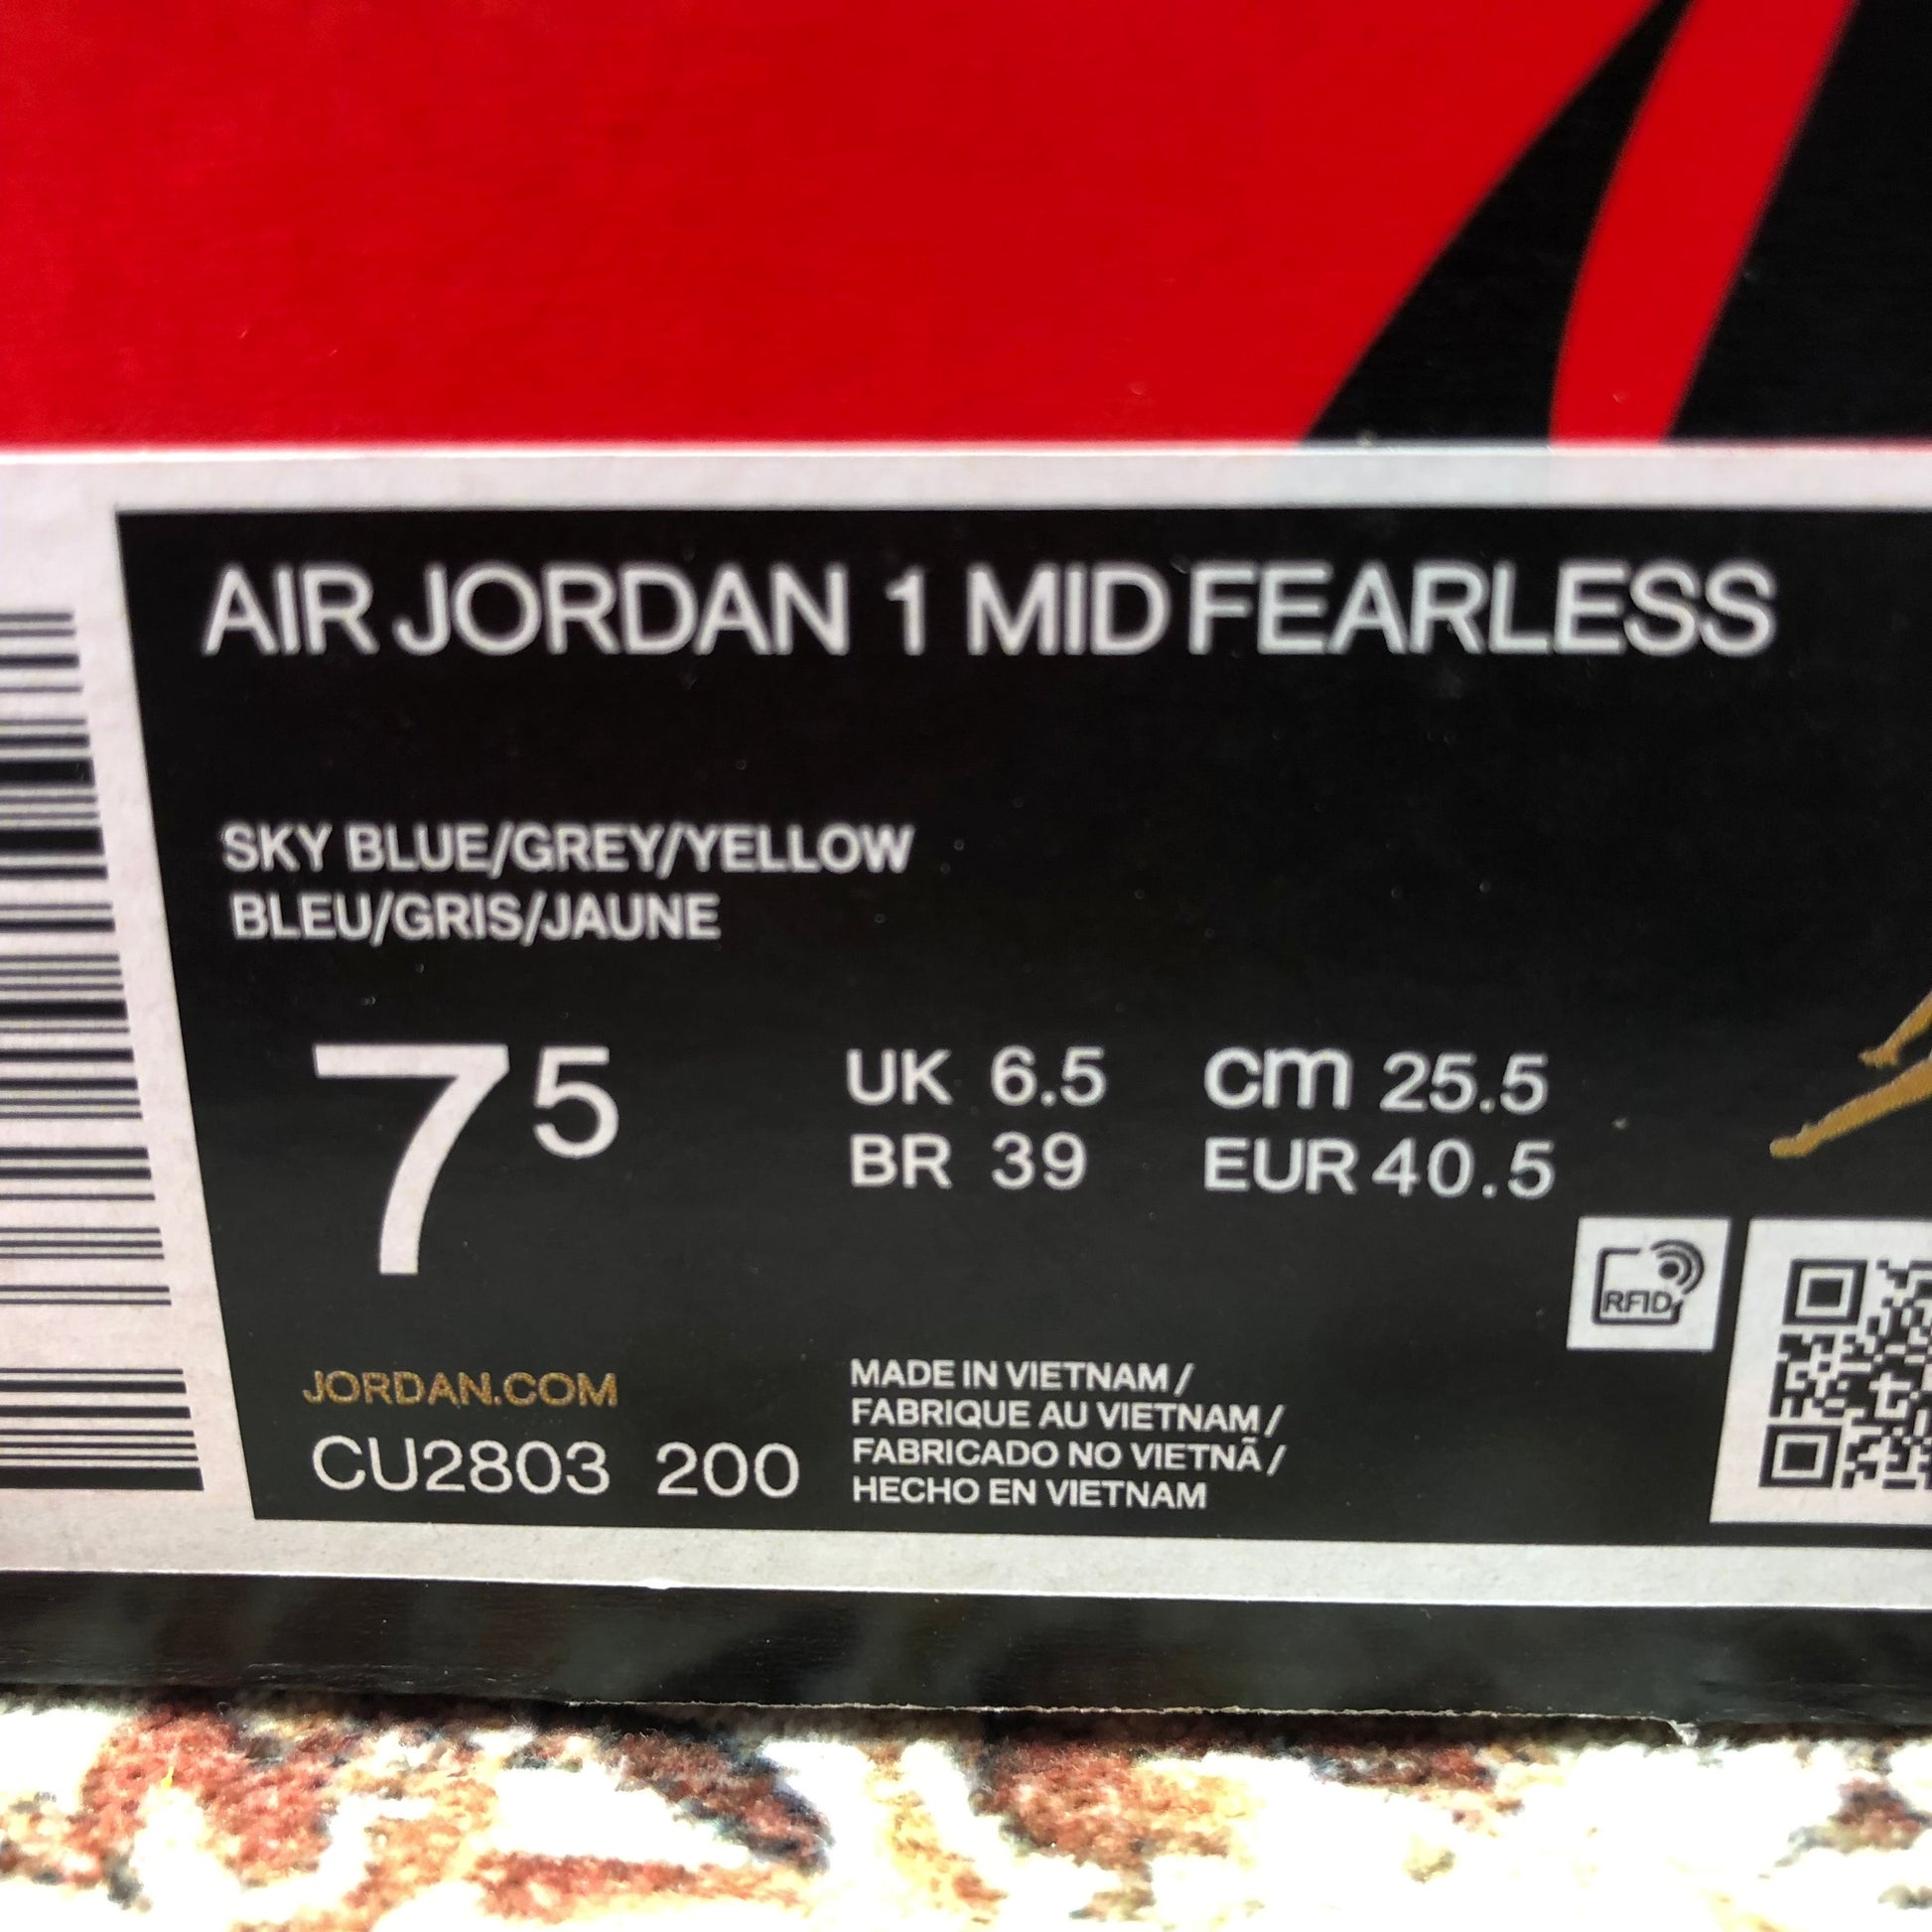 AIR JORDAN 1 MID FEARLESS
SKY BLUE/GREY/YELLOW
BLEU/GRIS/JAUNE
7 5
UK 6.5 cm 25.5
BR 39 EUR 40.5
RFID
JORDAN.COM
CU2803 200
MADE IN VIETNAM /
FABRIQUE AU VIETNAM /
FABRICADO NO VIETNÃ /
HECHO EN VIETNAM